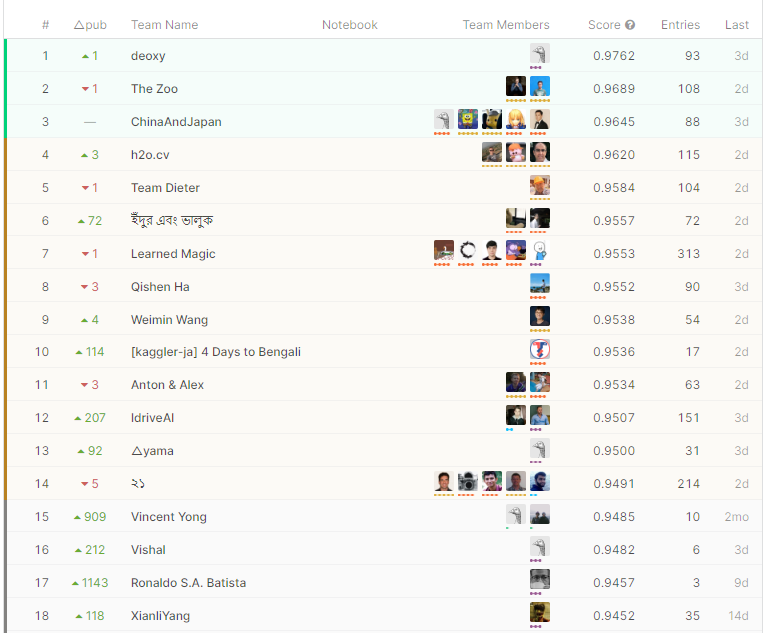 # △pub Team Name Notebook Team Members Score Entries Last
1 1 deoxy 0.9762 93 3d
2 1 The Zoo 0.9689 108 2d
3 — ChinaAndJapan 0.9645 88 3d
4 3 h2o.cv 0.9620 115 2d
5 1 Team Dieter 0.9584 104 2d
6 72 ইঁদুর এবং ভালুক 0.9557 72 2d
7 1 Learned Magic 0.9553 313 2d
8 3 Qishen Ha 0.9552 90 3d
9 4 Weimin Wang 0.9538 54 2d
10 114 [kaggler-ja] 4 Days to Bengali 0.9536 17 2d
11 3 Anton & Alex 0.9534 63 2d
12 207 IdriveAI 0.9507 151 3d
13 92 △yama 0.9500 31 3d
14 5 ২১ 0.9491 214 2d
15 909 Vincent Yong 0.9485 10 2mo
16 212 Vishal 0.9482 6 3d
17 1143 Ronaldo S.A. Batista 0.9457 3 9d
18 118 XianliYang 0.9452 35 14d